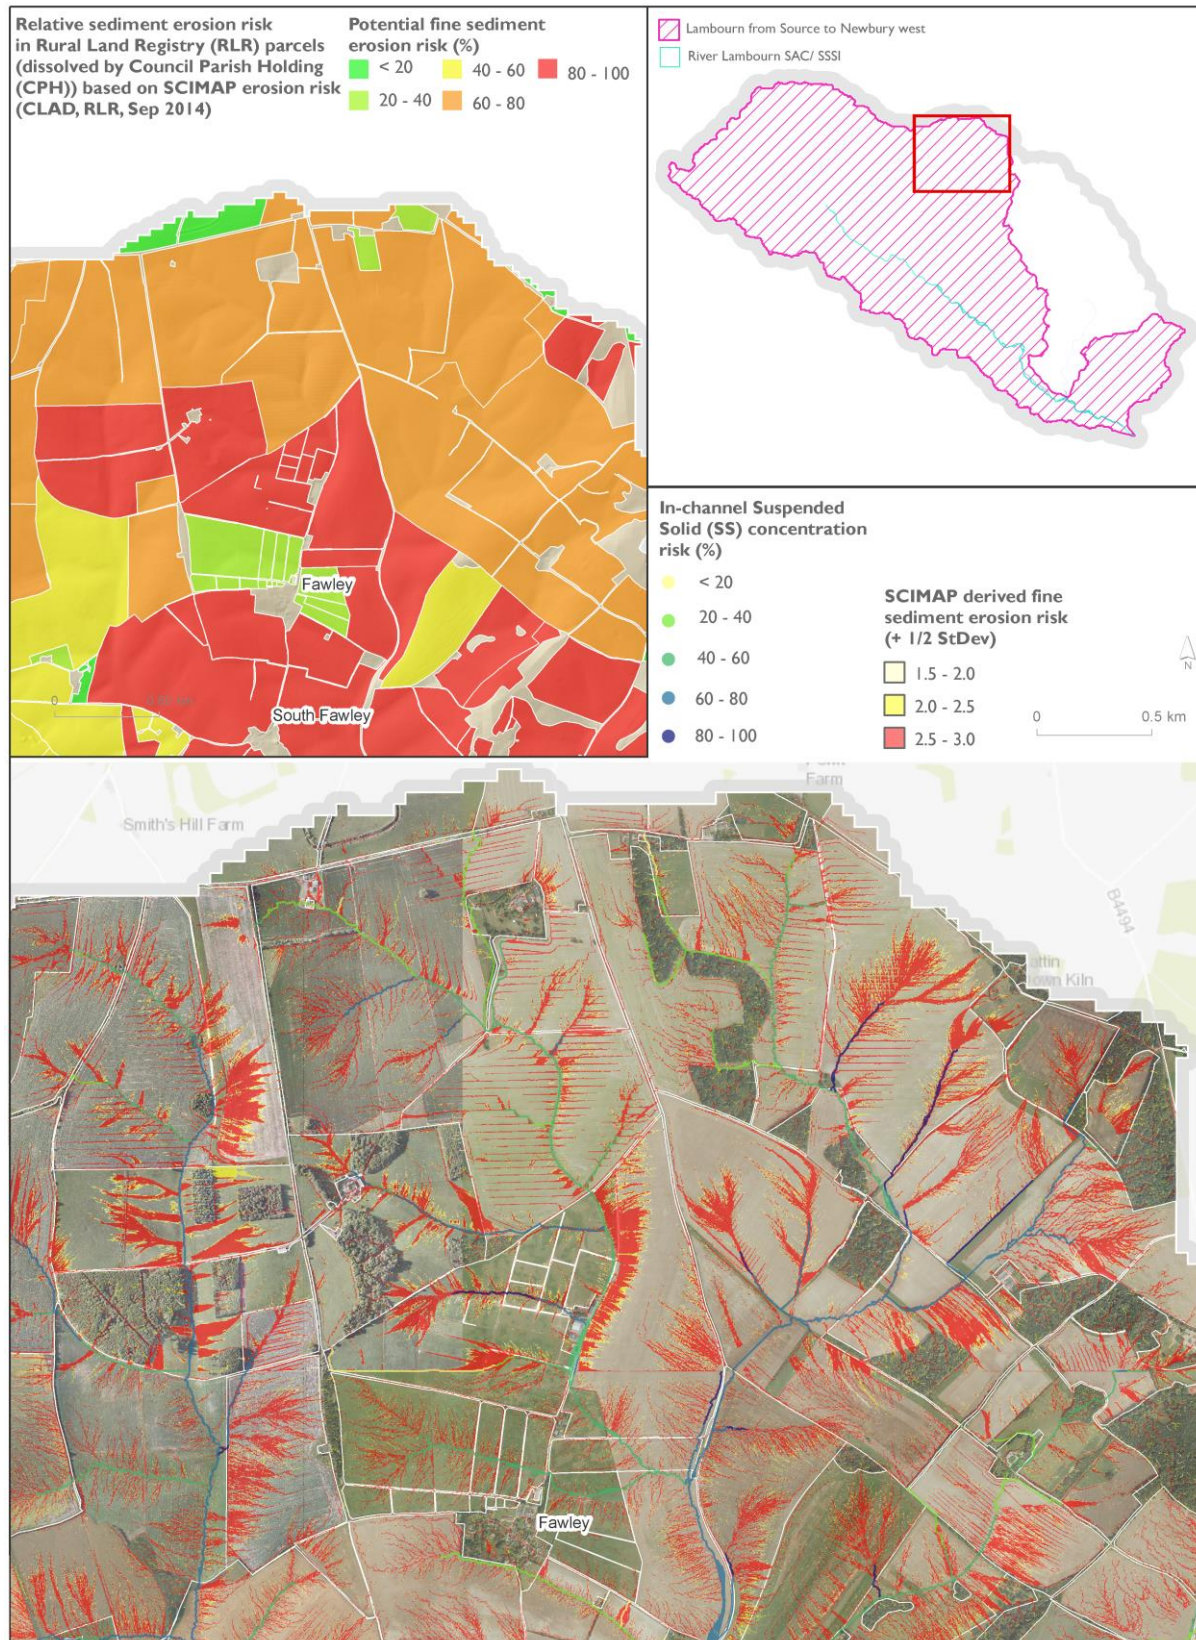 Relative sediment erosion risk
in Rural Land Registry (RLR) parcels
(dissolved by Council Parish Holding
(CPH)) based on SCIMAP erosion risk
(CLAD, RLR, Sep 2014)
Potential fine sediment
erosion risk (%)
< 20
40 - 60
80 - 100
20 - 40
60 - 80
Lambourn from Source to Newbury west
River Lambourn SAC/ SSSI
Fawley
South Fawley
0
In-channel Suspended
Solid (SS) concentration
risk (%)
< 20
20 - 40
40 - 60
60 - 80
80 - 100
SCIMAP derived fine
sediment erosion risk
(+ 1/2 StDev)
1.5 - 2.0
2.0 - 2.5
2.5 - 3.0
N
0
0.5 km
Farm
Smith's Hill Farm
B4494
attin
own Kiln
Fawley